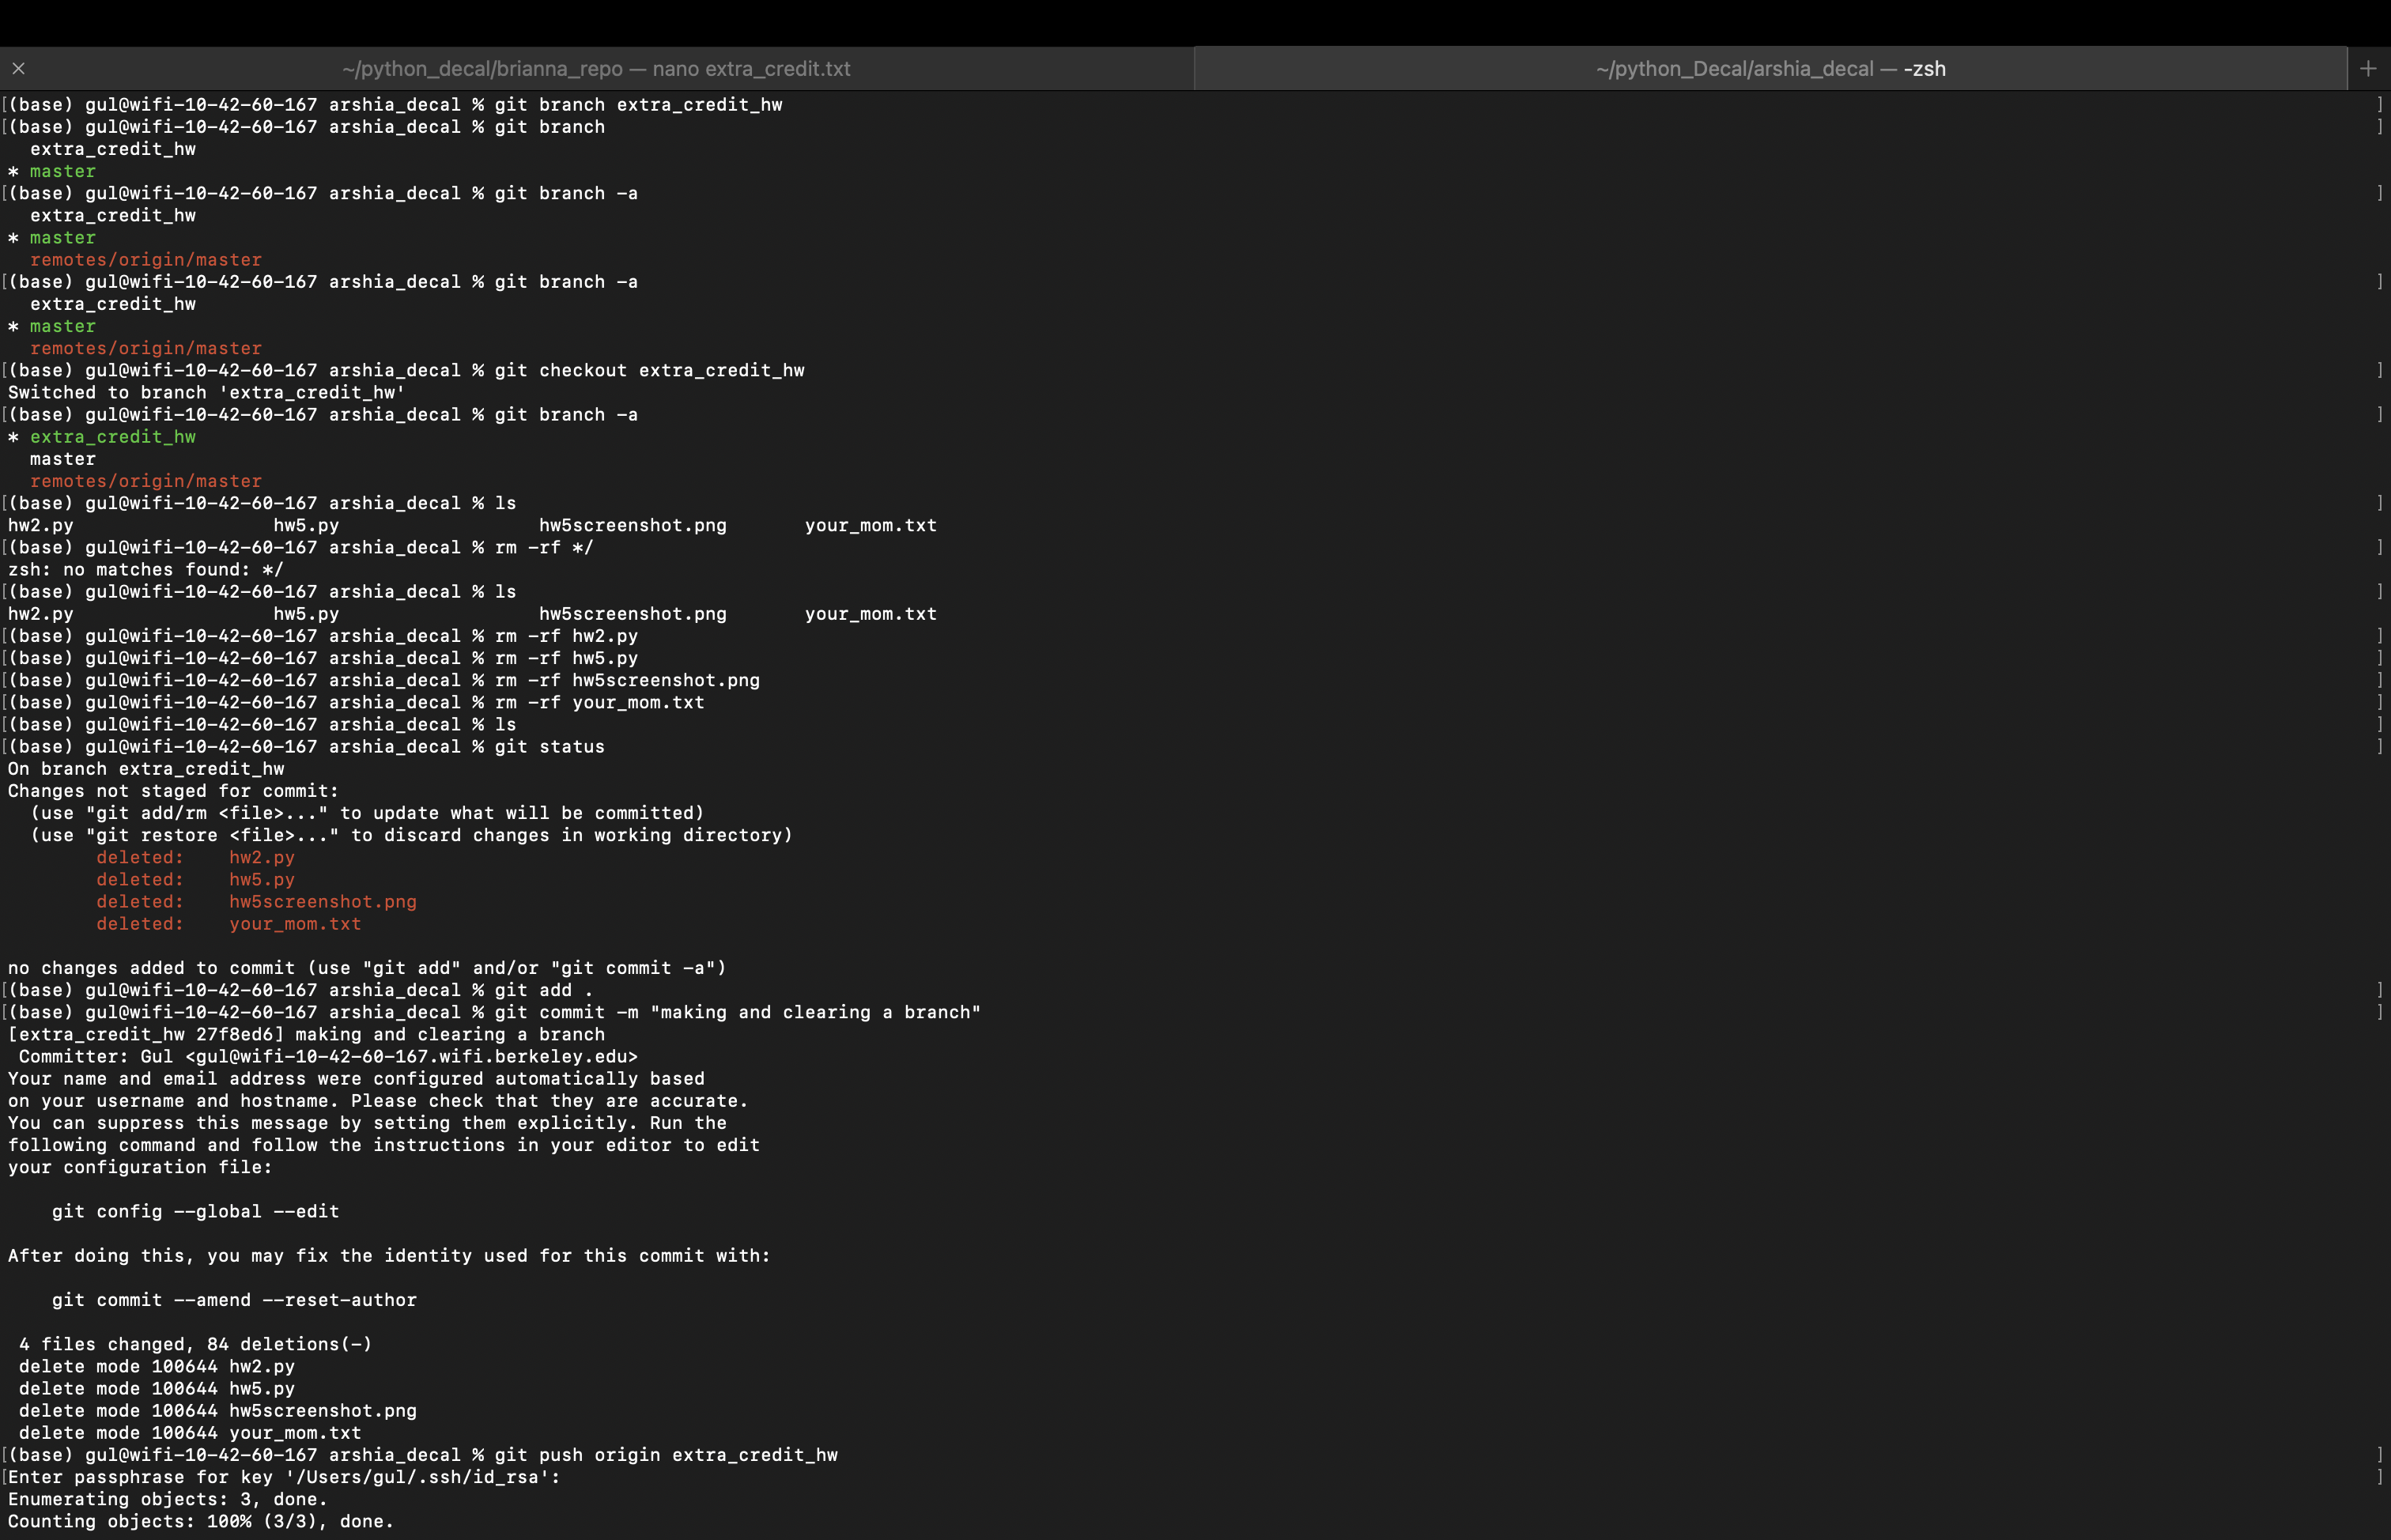 ~/python_decal/brianna_repo — nano extra_credit.txt
~/python_Decal/arshia_decal — -zsh
[(base) gul@wifi-10-42-60-167 arshia_decal % git branch extra_credit_hw ]
[(base) gul@wifi-10-42-60-167 arshia_decal % git branch ]
extra_credit_hw
* master
[(base) gul@wifi-10-42-60-167 arshia_decal % git branch -a ]
extra_credit_hw
* master
remotes/origin/master
[(base) gul@wifi-10-42-60-167 arshia_decal % git branch -a ]
extra_credit_hw
* master
remotes/origin/master
[(base) gul@wifi-10-42-60-167 arshia_decal % git checkout extra_credit_hw ]
Switched to branch 'extra_credit_hw'
[(base) gul@wifi-10-42-60-167 arshia_decal % git branch -a ]
* extra_credit_hw
master
remotes/origin/master
[(base) gul@wifi-10-42-60-167 arshia_decal % ls ]
hw2.py hw5.py hw5screenshot.png your_mom.txt
[(base) gul@wifi-10-42-60-167 arshia_decal % rm -rf */ ]
zsh: no matches found: */
[(base) gul@wifi-10-42-60-167 arshia_decal % ls ]
hw2.py hw5.py hw5screenshot.png your_mom.txt
[(base) gul@wifi-10-42-60-167 arshia_decal % rm -rf hw2.py ]
[(base) gul@wifi-10-42-60-167 arshia_decal % rm -rf hw5.py ]
[(base) gul@wifi-10-42-60-167 arshia_decal % rm -rf hw5screenshot.png ]
[(base) gul@wifi-10-42-60-167 arshia_decal % rm -rf your_mom.txt ]
[(base) gul@wifi-10-42-60-167 arshia_decal % ls ]
[(base) gul@wifi-10-42-60-167 arshia_decal % git status ]
On branch extra_credit_hw
Changes not staged for commit:
(use "git add/rm <file>..." to update what will be committed)
(use "git restore <file>..." to discard changes in working directory)
deleted: hw2.py
deleted: hw5.py
deleted: hw5screenshot.png
deleted: your_mom.txt
no changes added to commit (use "git add" and/or "git commit -a")
[(base) gul@wifi-10-42-60-167 arshia_decal % git add . ]
[(base) gul@wifi-10-42-60-167 arshia_decal % git commit -m "making and clearing a branch" ]
[extra_credit_hw 27f8ed6] making and clearing a branch
Committer: Gul <gul@wifi-10-42-60-167.wifi.berkeley.edu>
Your name and email address were configured automatically based
on your username and hostname. Please check that they are accurate.
You can suppress this message by setting them explicitly. Run the
following command and follow the instructions in your editor to edit
your configuration file:
git config --global --edit
After doing this, you may fix the identity used for this commit with:
git commit --amend --reset-author
4 files changed, 84 deletions(-)
delete mode 100644 hw2.py
delete mode 100644 hw5.py
delete mode 100644 hw5screenshot.png
delete mode 100644 your_mom.txt
[(base) gul@wifi-10-42-60-167 arshia_decal % git push origin extra_credit_hw ]
[Enter passphrase for key '/Users/gul/.ssh/id_rsa': ]
Enumerating objects: 3, done.
Counting objects: 100% (3/3), done.